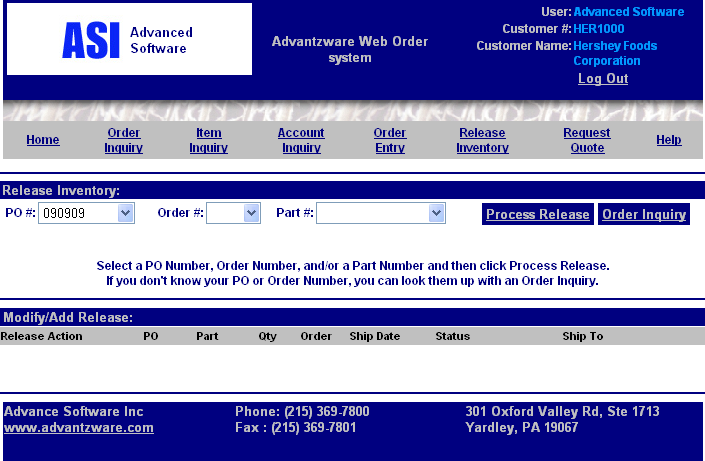 ASI Advanced Software
Advantzware Web Order
system
User: Advanced Software
Customer #: HER1000
Customer Name: Hershey Foods
Corporation
Log Out
Home
Order
Inquiry
Item
Inquiry
Account
Inquiry
Order
Entry
Release
Inventory
Request
Quote
Help
Release Inventory:
PO #: 090909 Order #: Part #: Process Release Order Inquiry
Select a PO Number, Order Number, and/or a Part Number and then click Process Release.
If you don't know your PO or Order Number, you can look them up with an Order Inquiry.
Modify/Add Release:
Release Action PO Part Qty Order Ship Date Status Ship To
Advance Software Inc Phone: (215) 369-7800 301 Oxford Valley Rd, Ste 1713
www.advantzware.com Fax : (215) 369-7801 Yardley, PA 19067